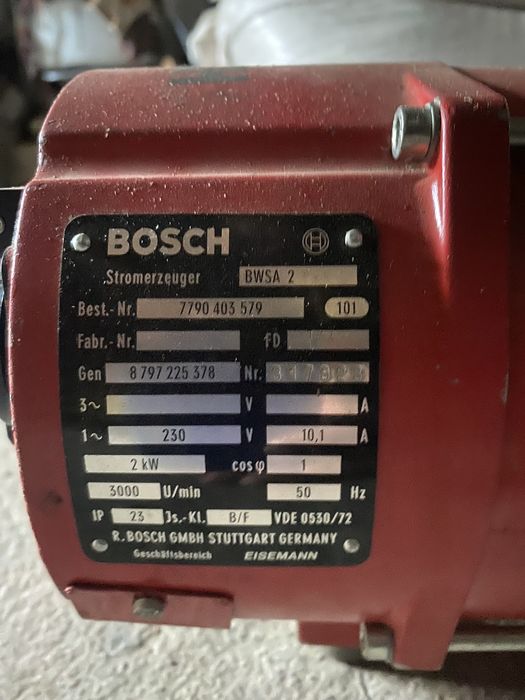 BOSCH
Stromerzeuger BWSA 2
Best.-Nr. 7790 403 579 101
Fabr.-Nr. fD
Gen 8 797 225 378 Nr.
3~ V A
1~ 230 V 10,1 A
2 kW cos φ 1
3000 U/min 50 Hz
IP 23 Js.-Kl. B/F VDE 0530/72
R. BOSCH GMBH STUTTGART GERMANY
Geschäftsbereich EISEMANN